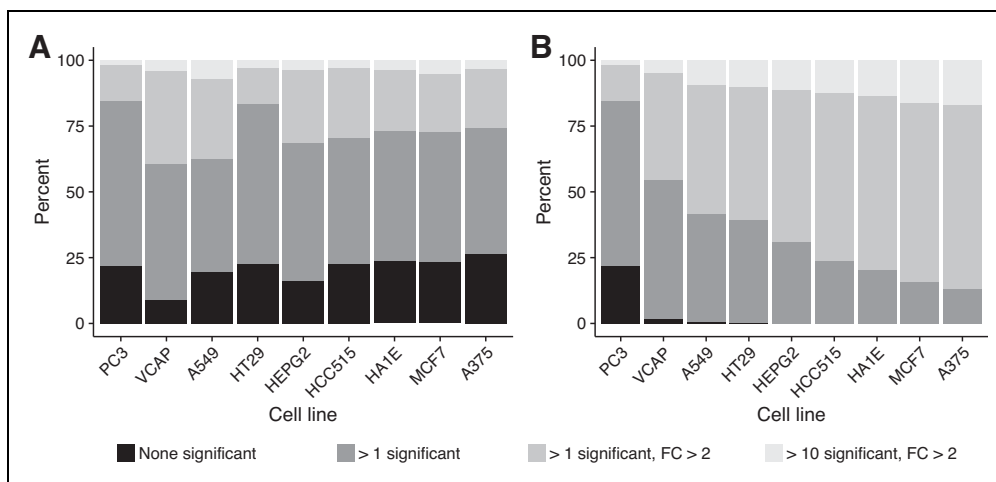 A
B
100
75
50
25
0
Percent
PC3
VCAP
A549
HT29
HEPG2
HCC515
HA1E
MCF7
A375
Cell line
100
75
50
25
0
Percent
PC3
VCAP
A549
HT29
HEPG2
HCC515
HA1E
MCF7
A375
Cell line
None significant
> 1 significant
> 1 significant, FC > 2
> 10 significant, FC > 2